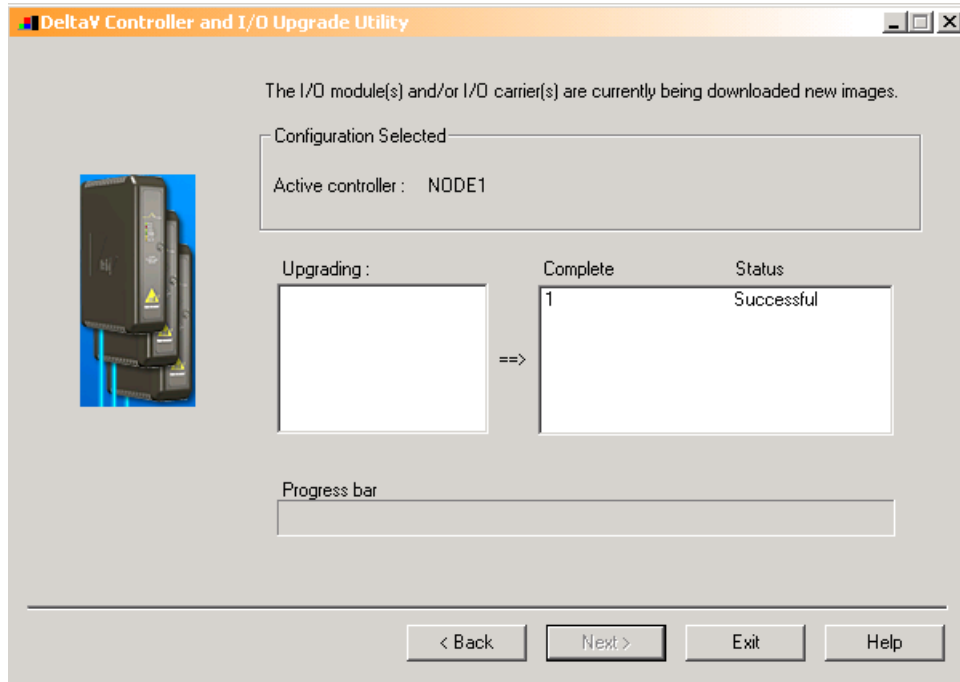 DeltaV Controller and I/O Upgrade Utility
The I/O module(s) and/or I/O carrier(s) are currently being downloaded new images.
Configuration Selected
Active controller : NODE1
Upgrading :
Complete Status
1 Successful
==>
Progress bar
< Back Next > Exit Help